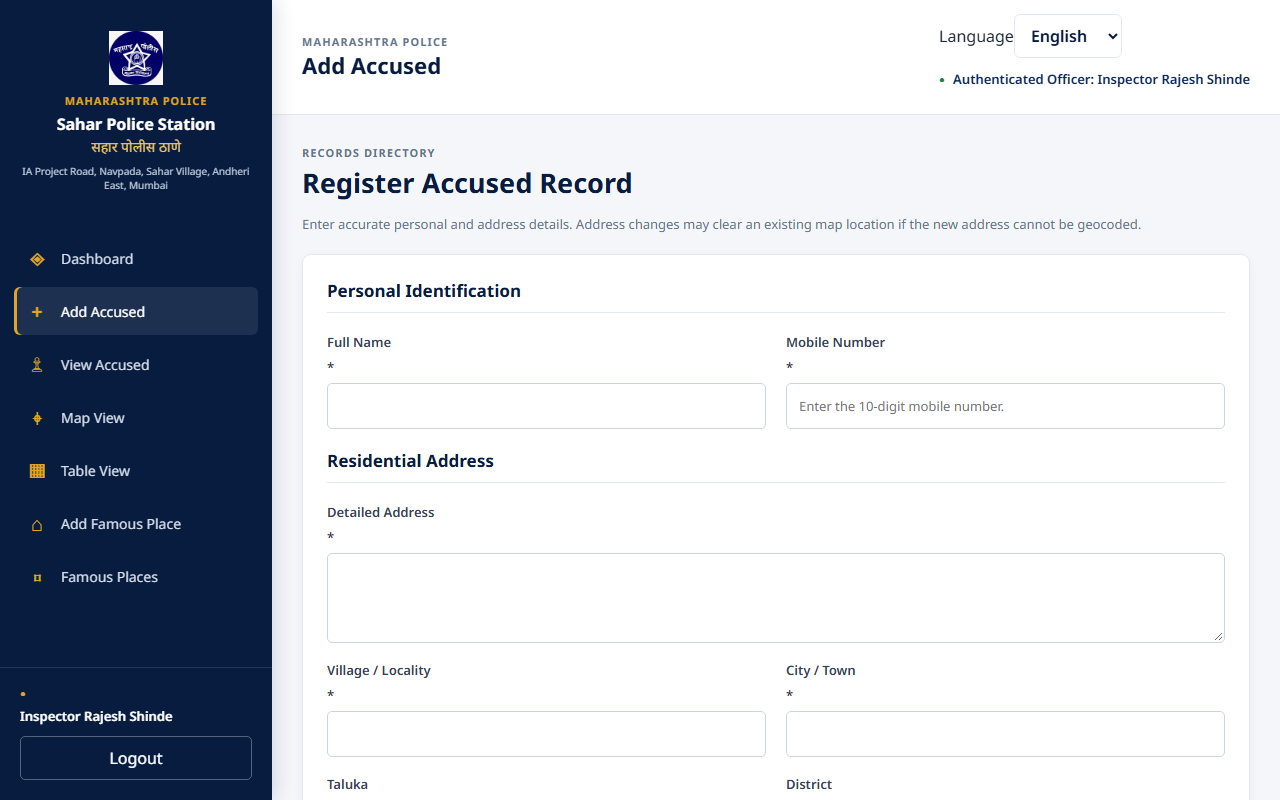 महाराष्ट्र पोलीस
MAHARASHTRA POLICE
Sahar Police Station
सहार पोलीस ठाणे
IA Project Road, Navpada, Sahar Village, Andheri
East, Mumbai
Dashboard
Add Accused
View Accused
Map View
Table View
Add Famous Place
Famous Places
Inspector Rajesh Shinde
Logout
MAHARASHTRA POLICE
Add Accused
Language English
Authenticated Officer: Inspector Rajesh Shinde
RECORDS DIRECTORY
Register Accused Record
Enter accurate personal and address details. Address changes may clear an existing map location if the new address cannot be geocoded.
Personal Identification
Full Name
*
Mobile Number
*
Enter the 10-digit mobile number.
Residential Address
Detailed Address
*
Village / Locality
*
City / Town
*
Taluka
District